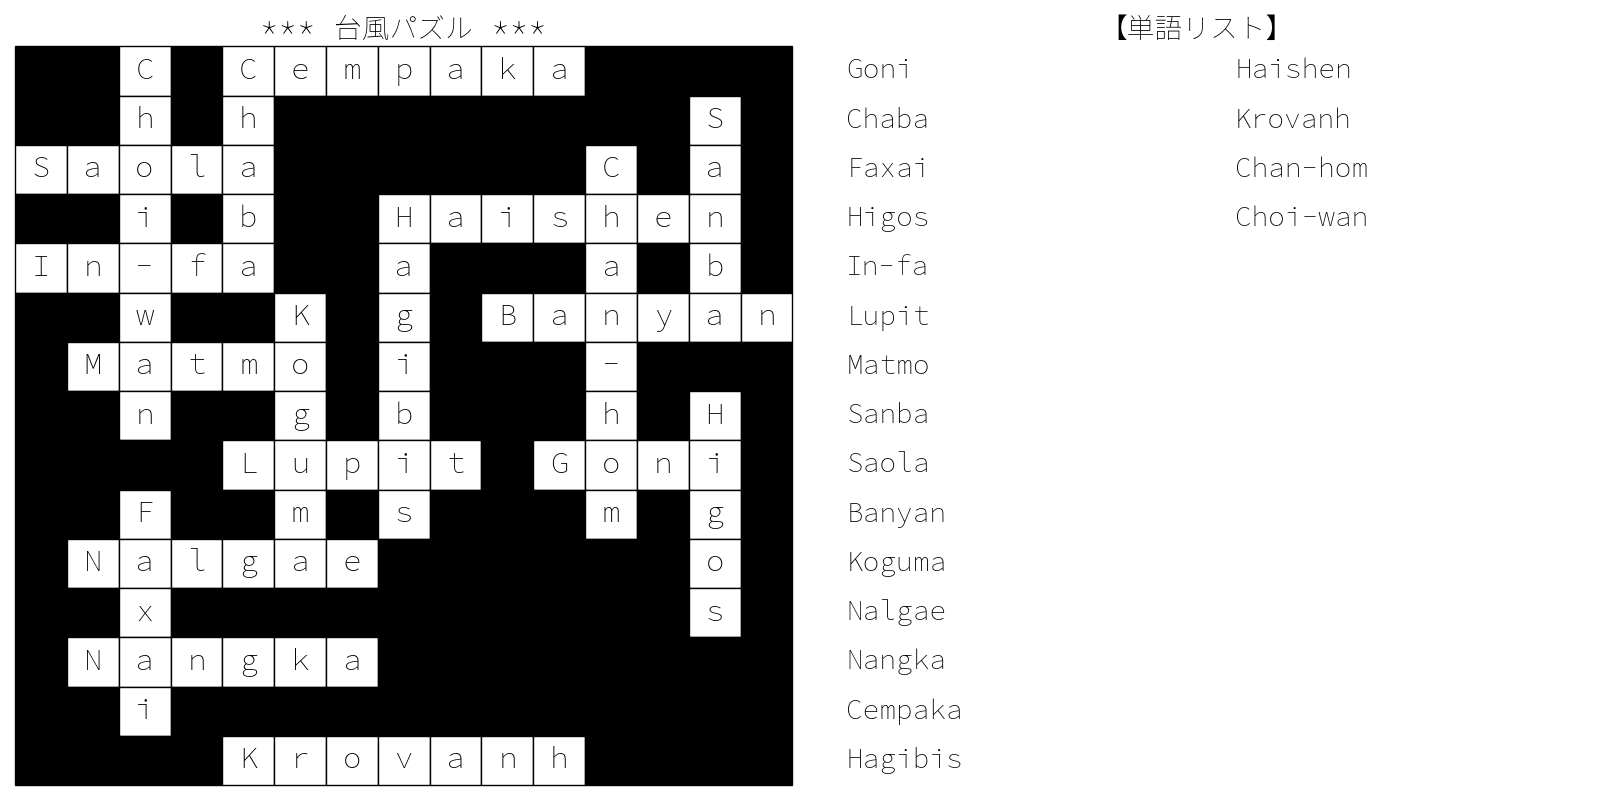 *** 台風パズル ***
【単語リスト】
C C e m p a k a
Goni Haishen
h h S
Chaba Krovanh
S a o l a C a
Faxai Chan-hom
i b H a i s h e n
Higos Choi-wan
I n - f a a a b
In-fa
w K g B a n y a n
Lupit
M a t m o i -
Matmo
n g b h H
Sanba
L u p i t G o n i
Saola
F m s m g
Banyan
N a l g a e o
Koguma
x s
Nalgae
N a n g k a
Nangka
i
Cempaka
K r o v a n h
Hagibis